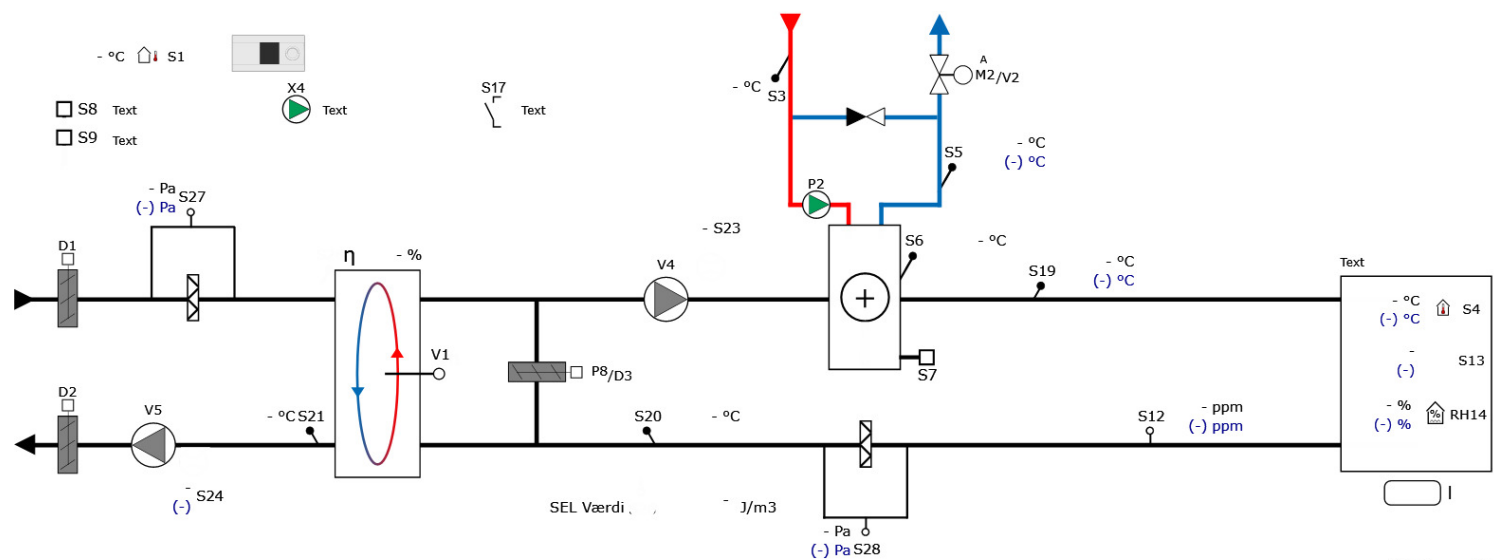 - °C S1
X4
Text
S17
Text
S8 Text
S9 Text
- °C
S3
A
M2/V2
S5
- °C
(-) °C
P2
- Pa
(-) Pa
S27
D1
η - %
- S23
V4
S6
- °C
S19
- °C
(-) °C
Text
- °C
(-) °C
S4
-
(-)
S13
- %
(-) %
%
RH14
I
V1
P8/D3
S7
D2
V5
- °C S21
S20
- °C
S12
- ppm
(-) ppm
-
(-)
S24
SEL Værdi - J/m3
- Pa
(-) Pa
S28